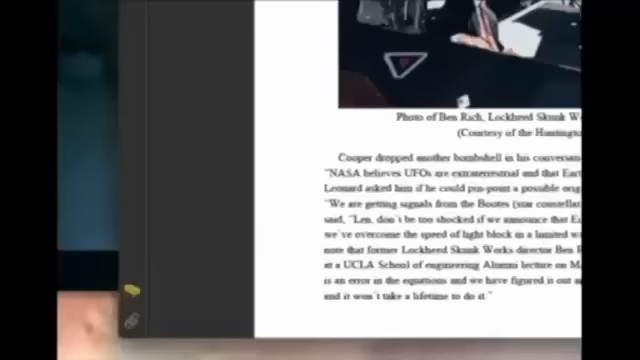 Photo of Ben Rich, Lockheed Skunk Wo
(Courtesy of the Huntingt
Cooper dropped another bombshell in his conversati
"NASA believes UFOs are extraterrestrial and that Eart
Leonard asked him if he could pin-point a possible orig
"We are getting signals from the Bootes (star constellat
said, "Len, don't be too shocked if we announce that Ea
we've overcome the speed of light block in a limited w
note that former Lockheed Skunk Works director Ben R
at a UCLA School of engineering Alumni lecture on M
is an error in the equations and we have figured it out a
and it won't take a lifetime to do it."